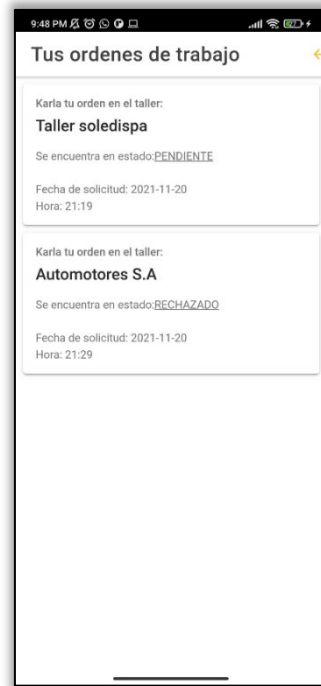 9:48 PM
Tus ordenes de trabajo
Karla tu orden en el taller:
Taller soledispa
Se encuentra en estado:PENDIENTE
Fecha de solicitud: 2021-11-20
Hora: 21:19
Karla tu orden en el taller:
Automotores S.A
Se encuentra en estado:RECHAZADO
Fecha de solicitud: 2021-11-20
Hora: 21:29